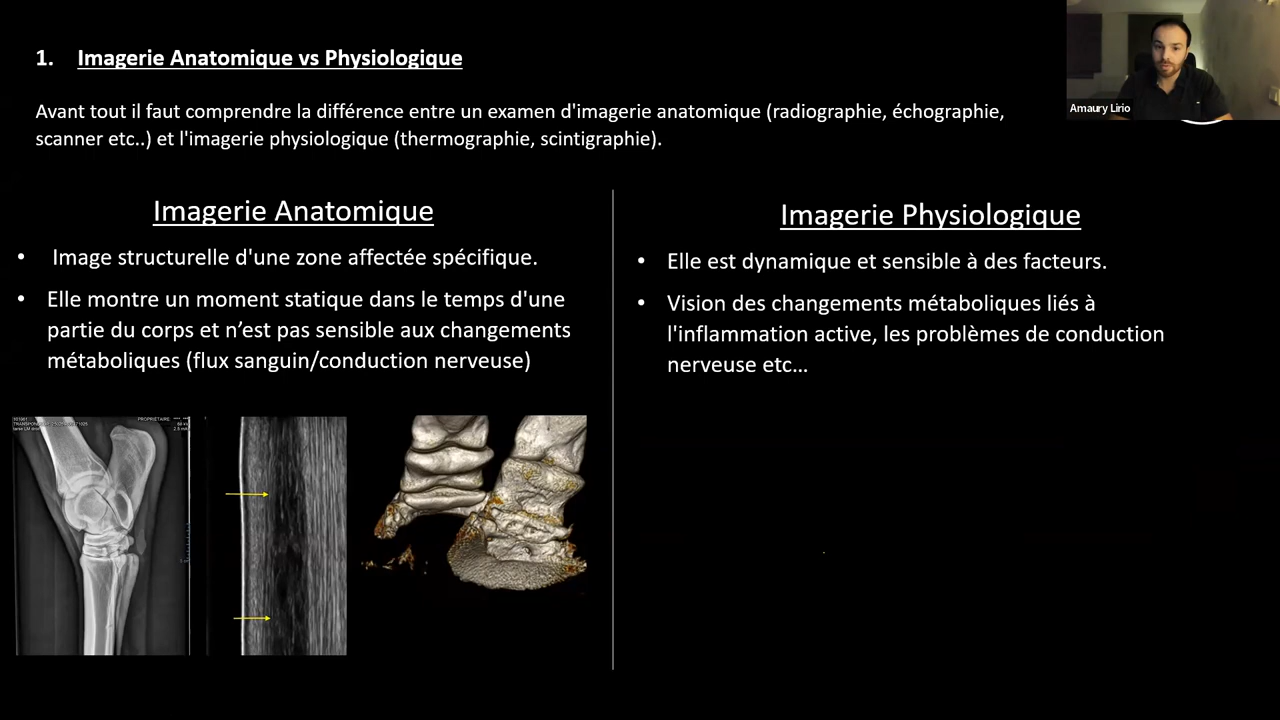 1. Imagerie Anatomique vs Physiologique
Amaury Lirio
Avant tout il faut comprendre la différence entre un examen d'imagerie anatomique (radiographie, échographie,
scanner etc..) et l'imagerie physiologique (thermographie, scintigraphie).
Imagerie Anatomique
• Image structurelle d'une zone affectée spécifique.
• Elle montre un moment statique dans le temps d'une
partie du corps et n’est pas sensible aux changements
métaboliques (flux sanguin/conduction nerveuse)
Imagerie Physiologique
• Elle est dynamique et sensible à des facteurs.
• Vision des changements métaboliques liés à
l'inflammation active, les problèmes de conduction
nerveuse etc…
PROPRIETAIRE